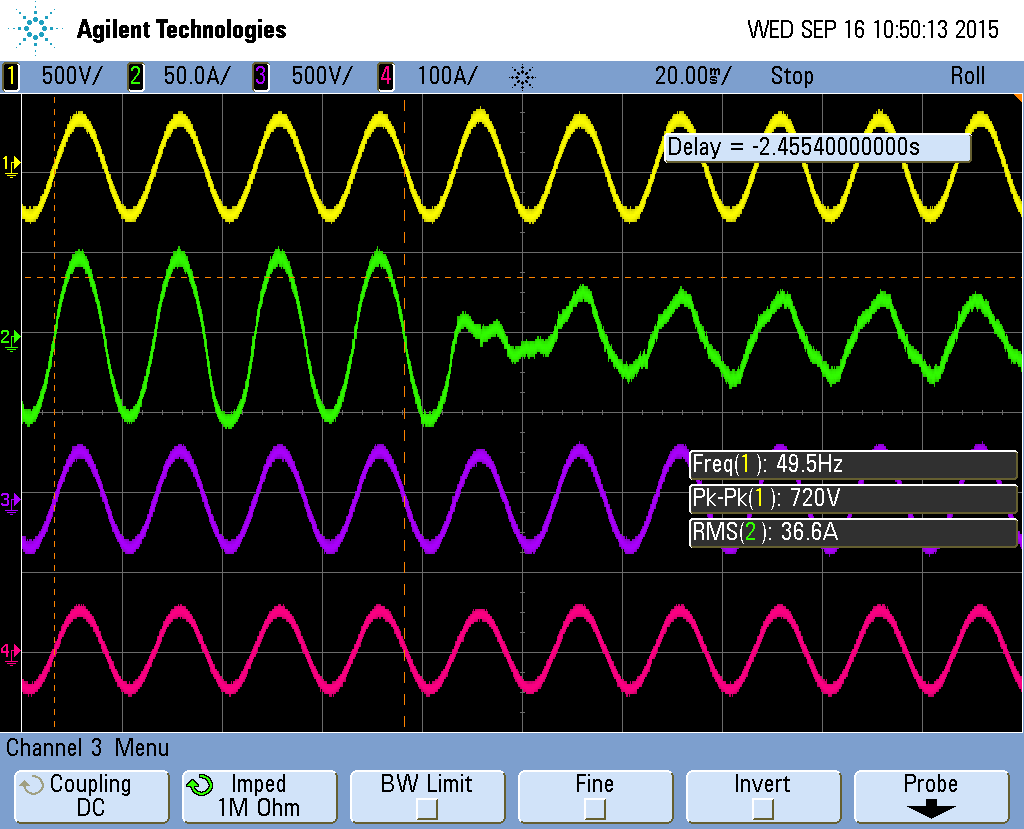 Agilent Technologies WED SEP 16 10:50:13 2015
1 500V/ 2 50.0A/ 3 500V/ 4 100A/ 20.00ms/ Stop Roll
1
Delay = -2.45540000000s
2
Freq(1): 49.5Hz
Pk-Pk(1): 720V
3
RMS(2): 36.6A
4
Channel 3 Menu
Coupling Imped BW Limit Fine Invert Probe
DC 1M Ohm